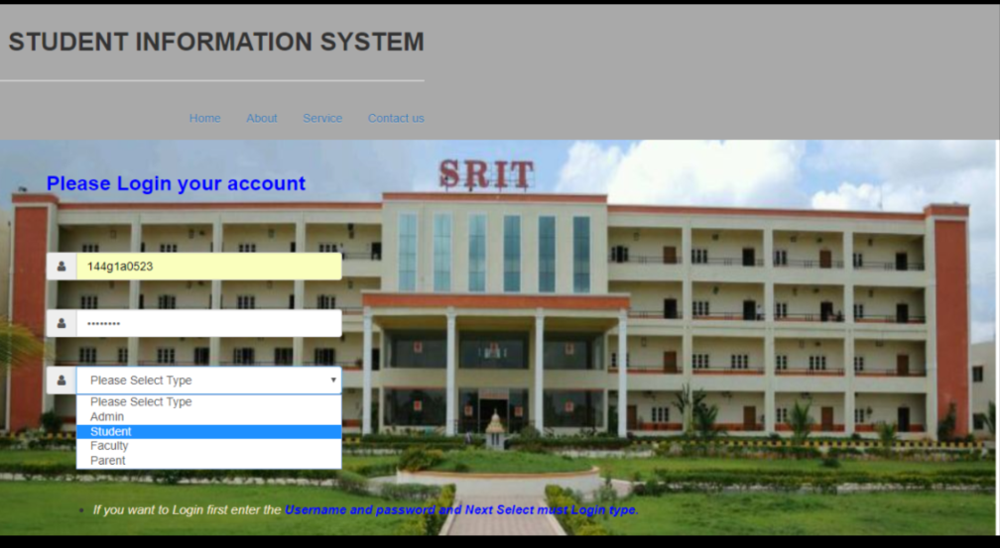 STUDENT INFORMATION SYSTEM
Home About Service Contact us
SRIT
Please Login your account
144g1a0523
........
Please Select Type
Please Select Type
Admin
Student
Faculty
Parent
If you want to Login first enter the Username and password and Next Select must Login type.